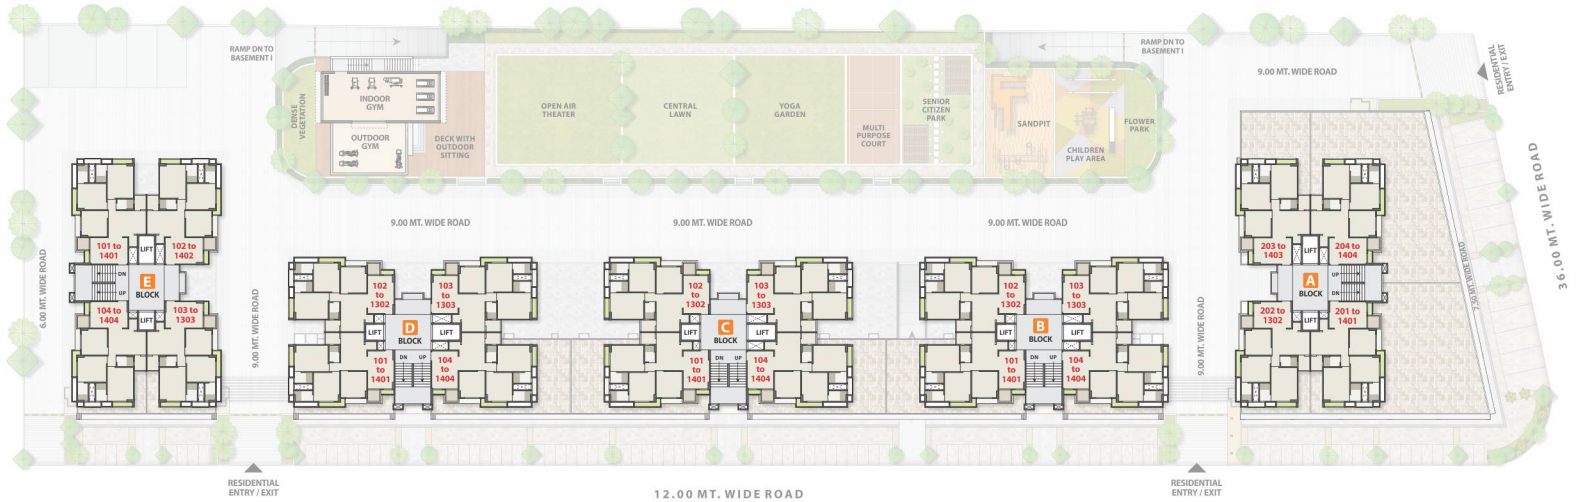 RAMP DN TO
BASEMENT I
RAMP DN TO
BASEMENT I
9.00 MT. WIDE ROAD
RESIDENTIAL
ENTRY / EXIT
DENSE
VEGETATION
INDOOR
GYM
OUTDOOR
GYM
DECK WITH
OUTDOOR
SITTING
OPEN AIR
THEATER
CENTRAL
LAWN
YOGA
GARDEN
MULTI
PURPOSE
COURT
SENIOR
CITIZEN
PARK
SANDPIT
CHILDREN
PLAY AREA
FLOWER
PARK
36.00 MT. WIDE ROAD
9.00 MT. WIDE ROAD
9.00 MT. WIDE ROAD
9.00 MT. WIDE ROAD
6.00 MT. WIDE ROAD
101 to
1401
LIFT
102 to
1402
DN
UP
E
BLOCK
104 to
1404
LIFT
103 to
1303
9.00 MT. WIDE ROAD
102
to
1302
103
to
1303
LIFT
D
BLOCK
LIFT
DN UP
101
to
1401
104
to
1404
102
to
1302
103
to
1303
LIFT
C
BLOCK
LIFT
DN UP
101
to
1401
104
to
1404
102
to
1302
103
to
1303
LIFT
B
BLOCK
LIFT
DN UP
101
to
1401
104
to
1404
9.00 MT. WIDE ROAD
203 to
1403
LIFT
204 to
1404
A
BLOCK
UP
DN
202 to
1302
LIFT
201 to
1401
7.50 MT. WIDE ROAD
RESIDENTIAL
ENTRY / EXIT
12.00 MT. WIDE ROAD
RESIDENTIAL
ENTRY / EXIT